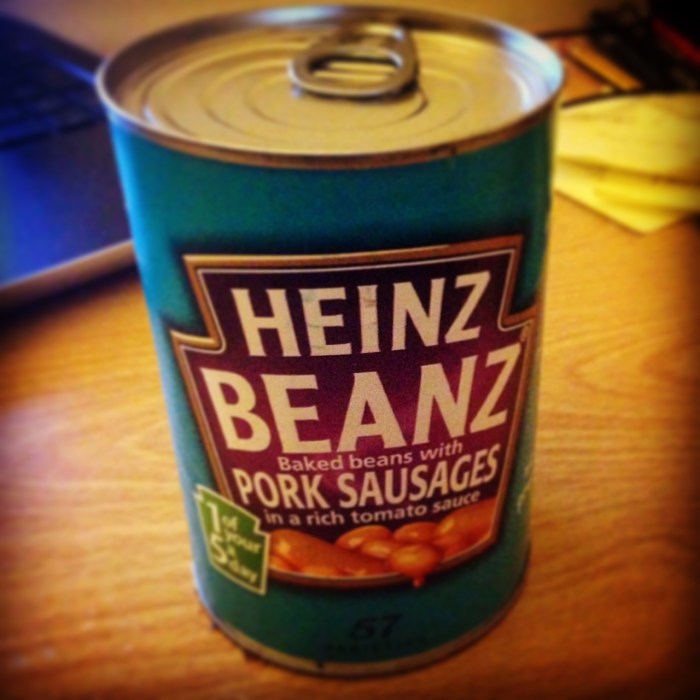 HEINZ
BEANZ
Baked beans with
PORK SAUSAGES
in a rich tomato sauce
1 of
your
5 a
day
57